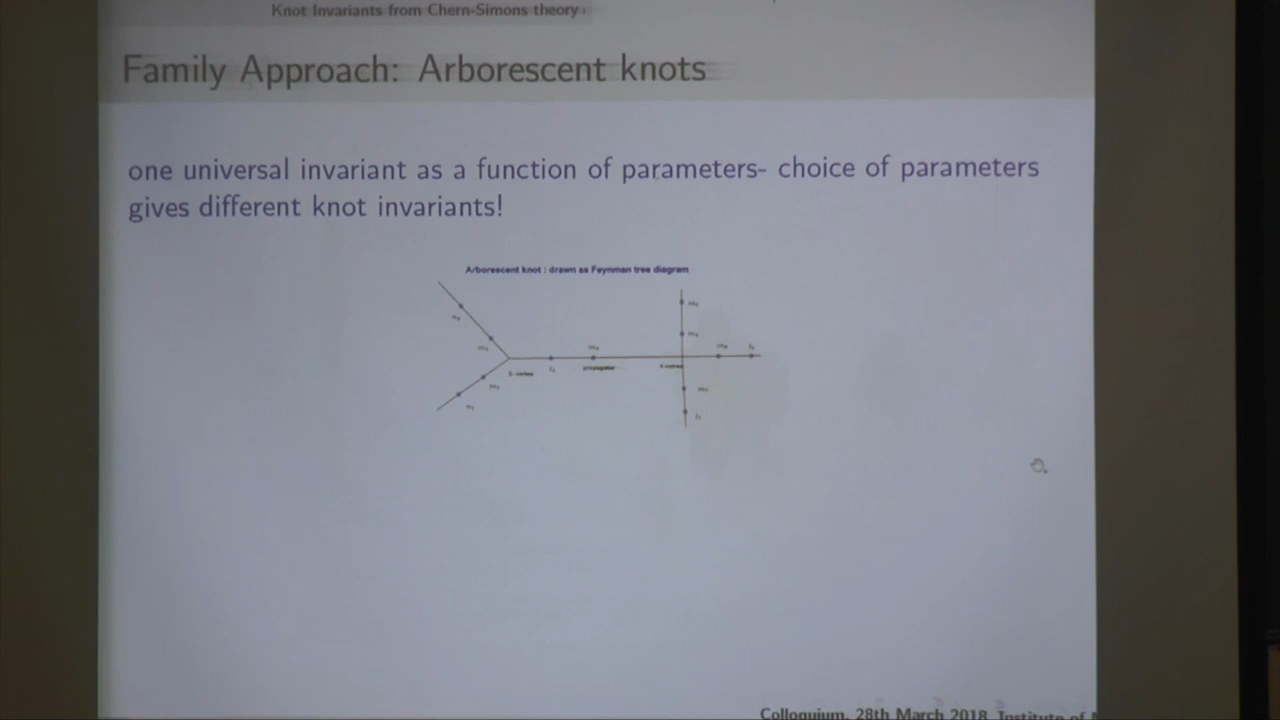 Knot Invariants from Chern-Simons theory
Family Approach: Arborescent knots
one universal invariant as a function of parameters- choice of parameters
gives different knot invariants!
Arborescent knot : drawn as Feynman tree diagram
propagator
Colloquium, 28th March 2018, Institute of